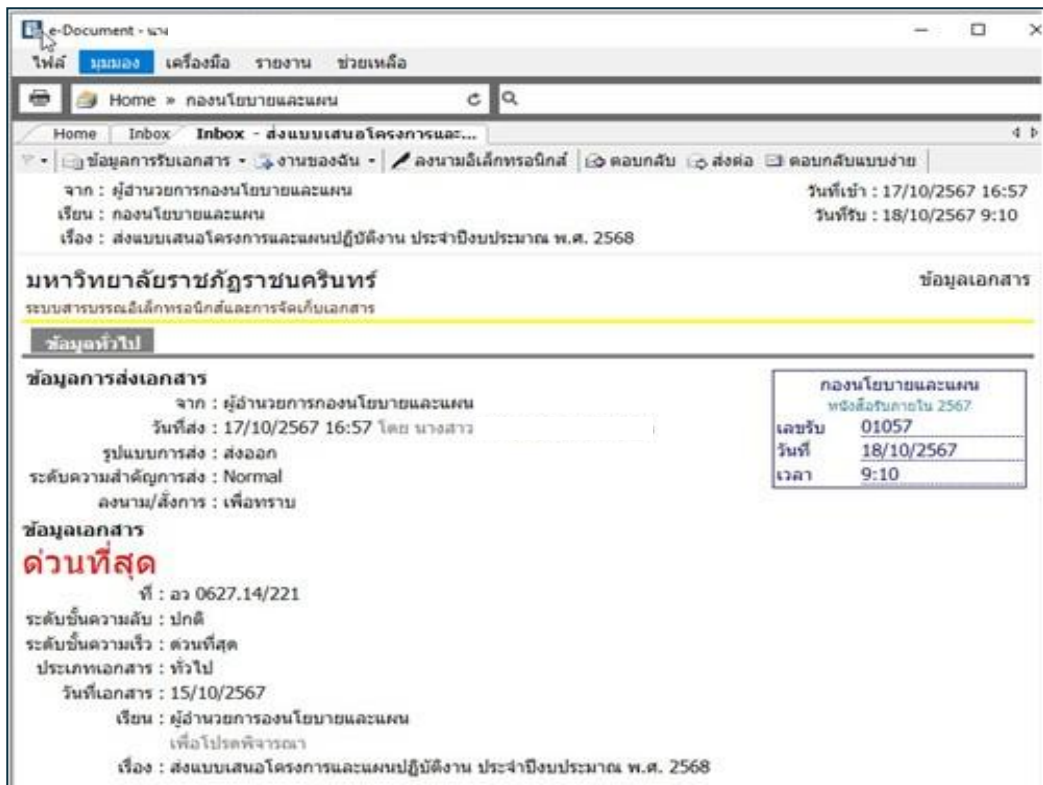 e-Document - นาง
ไฟล์ มุมมอง เครื่องมือ รายงาน ช่วยเหลือ
Home » กองนโยบายและแผน
Home Inbox Inbox - ส่งแบบเสนอโครงการและ...
ข้อมูลการรับเอกสาร งานของฉัน ลงนามอิเล็กทรอนิกส์ ตอบกลับ ส่งต่อ ตอบกลับแบบง่าย
จาก : ผู้อำนวยการกองนโยบายและแผน วันที่เข้า : 17/10/2567 16:57
เรียน : กองนโยบายและแผน วันที่รับ : 18/10/2567 9:10
เรื่อง : ส่งแบบเสนอโครงการและแผนปฏิบัติงาน ประจำปีงบประมาณ พ.ศ. 2568
มหาวิทยาลัยราชภัฏราชนครินทร์ ข้อมูลเอกสาร
ระบบสารบรรณอิเล็กทรอนิกส์และการจัดเก็บเอกสาร
ข้อมูลทั่วไป
ข้อมูลการส่งเอกสาร
จาก : ผู้อำนวยการกองนโยบายและแผน
วันที่ส่ง : 17/10/2567 16:57 โดย นางสาว
รูปแบบการส่ง : ส่งออก
ระดับความสำคัญการส่ง : Normal
ลงนาม/สั่งการ : เพื่อทราบ
กองนโยบายและแผน
หนังสือรับภายใน 2567
เลขรับ 01057
วันที่ 18/10/2567
เวลา 9:10
ข้อมูลเอกสาร
ด่วนที่สุด
ที่ : อว 0627.14/221
ระดับชั้นความลับ : ปกติ
ระดับชั้นความเร็ว : ด่วนที่สุด
ประเภทเอกสาร : ทั่วไป
วันที่เอกสาร : 15/10/2567
เรียน : ผู้อำนวยการองนโยบายและแผน
เพื่อโปรดพิจารณา
เรื่อง : ส่งแบบเสนอโครงการและแผนปฏิบัติงาน ประจำปีงบประมาณ พ.ศ. 2568